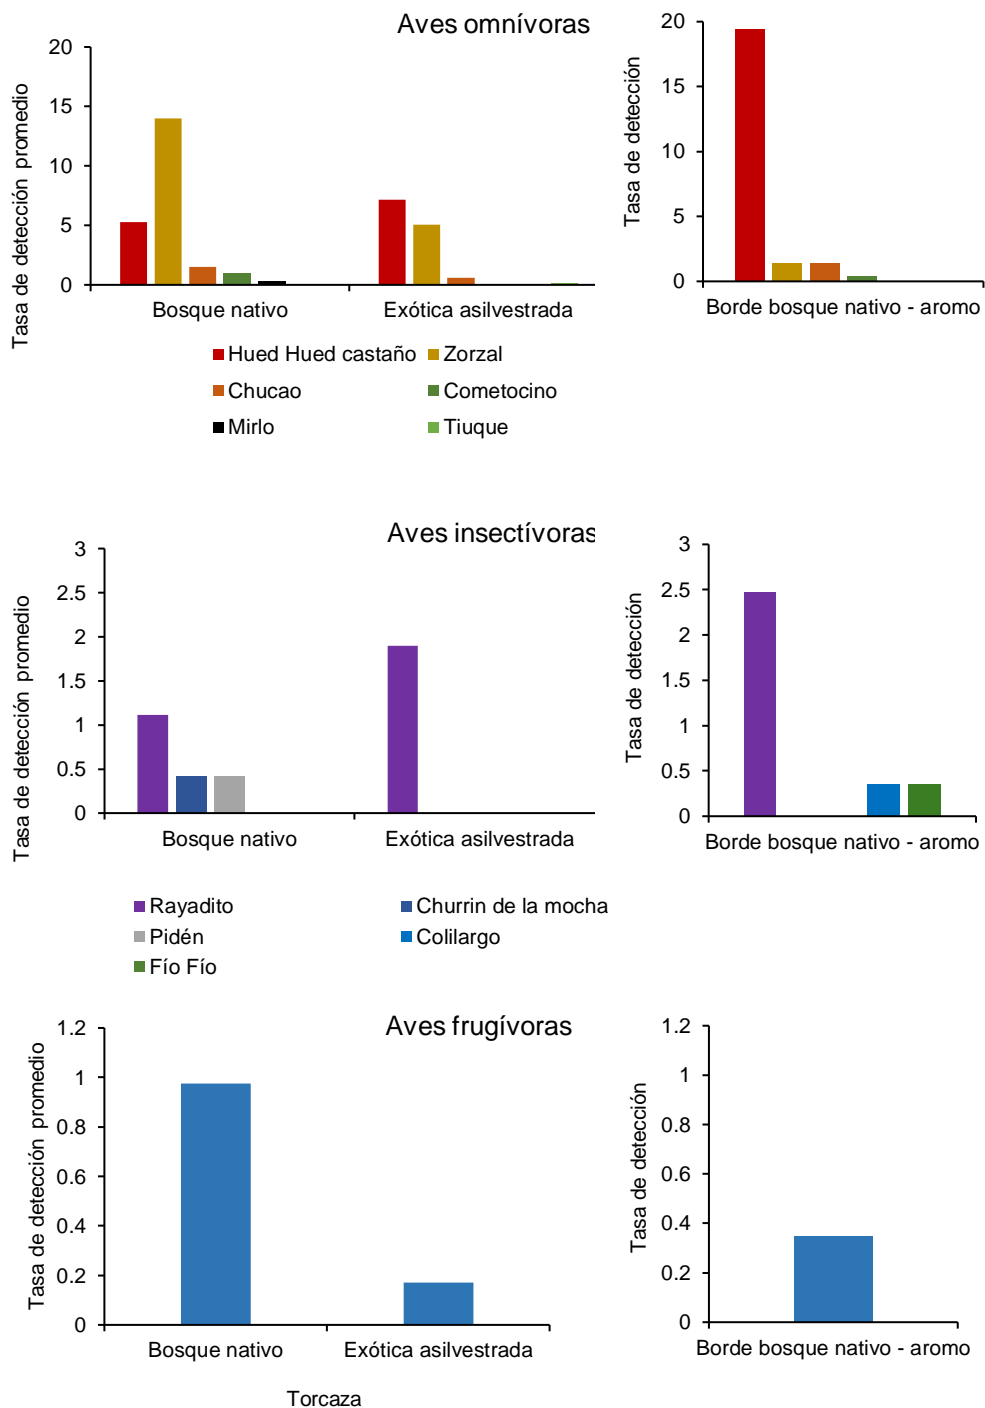 Aves omnívoras
Tasa de detección promedio
20
15
10
5
0
Bosque nativo
Exótica asilvestrada
Tasa de detección
20
15
10
5
0
Borde bosque nativo - aromo
Hued Hued castaño
Zorzal
Chucao
Cometocino
Mirlo
Tiuque
Aves insectívoras
Tasa de detección promedio
3
2.5
2
1.5
1
0.5
0
Bosque nativo
Exótica asilvestrada
Tasa de detección
3
2.5
2
1.5
1
0.5
0
Borde bosque nativo - aromo
Rayadito
Churrin de la mocha
Pidén
Colilargo
Fío Fío
Aves frugívoras
Tasa de detección promedio
1.2
1
0.8
0.6
0.4
0.2
0
Bosque nativo
Exótica asilvestrada
Tasa de detección
1.2
1
0.8
0.6
0.4
0.2
0
Borde bosque nativo - aromo
Torcaza